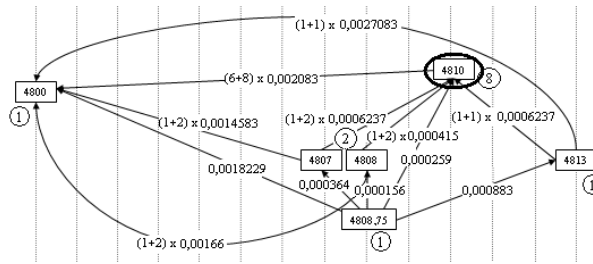 (1+1) x 0,0027083
4810
(6+8) x 0,002083
8
4800
1
(1+2) x 0,0006237
(1+1) x 0,0006237
(1+2) x 0,0014583
2
(1+2) x 0,000415
4807
4808
0,000259
4813
0,0018229
0,000364
0,000156
0,000883
1
4808,75
(1+2) x 0,00166
1